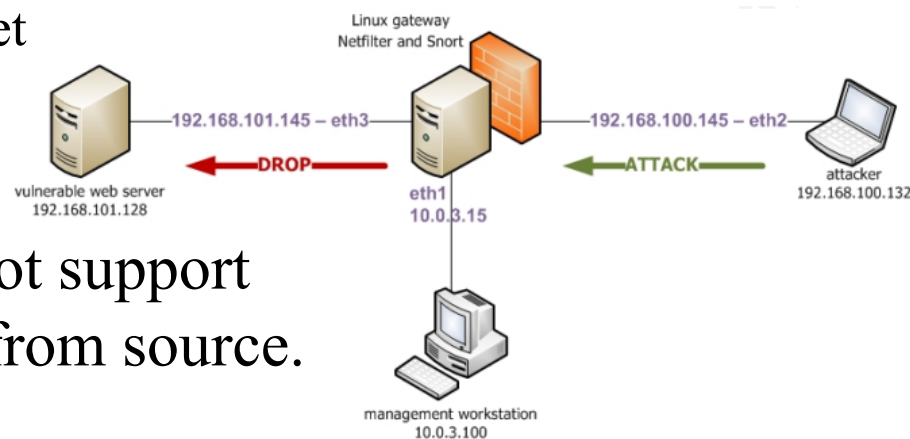 et
Linux gateway
Netfilter and Snort
192.168.101.145 – eth3
192.168.100.145 – eth2
DROP
ATTACK
vulnerable web server
192.168.101.128
eth1
10.0.3.15
attacker
192.168.100.132
ot support
from source.
management workstation
10.0.3.100